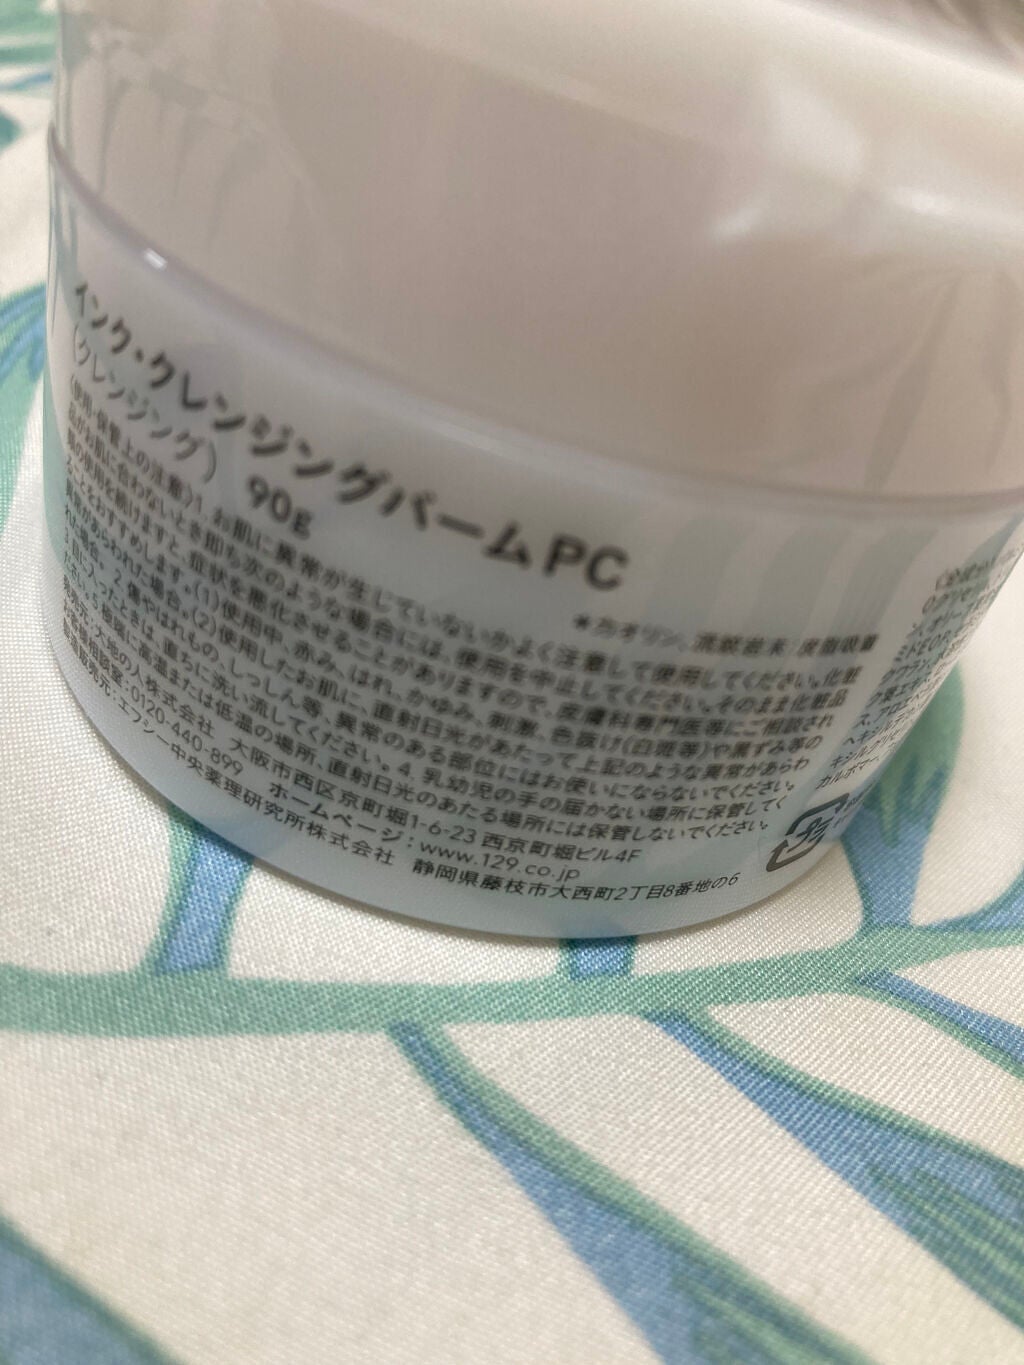 インク・クレンジングバームPC
(クレンジング) 90g
*カオリン、溶岩末/皮脂吸着
〈使用・保管上の注意〉1. お肌に異常が生じていないかよく注意して使用してください。化粧
品がお肌に合わないとき即ち次のような場合には、使用を中止してください。そのまま化粧品
類の使用を続けますと、症状を悪化させることがありますので、皮膚科専門医等にご相談され
ることをおすすめします。(1)使用中、赤み、はれ、かゆみ、刺激、色抜け(白斑等)や黒ずみ等の
異常があらわれた場合。(2)使用したお肌に、直射日光があたって上記のような異常があらわ
れた場合。 2. 傷やはれもの、しっしん等、異常のある部位にはお使いにならないでください。
3. 目に入ったときは、直ちに洗い流してください。4. 乳幼児の手の届かない場所に保管してく
ださい。5. 極端に高温または低温の場所、直射日光のあたる場所には保管しないでください。
発売元:大地の人株式会社 大阪市西区京町堀1-6-23 西京町堀ビル4F
相談室:0120-440-899 ホームページ:www.129.co.jp
製造販売元:エフシー中央薬理研究所株式会社 静岡県藤枝市大西町2丁目8番地の6
カルボマー、
プラ